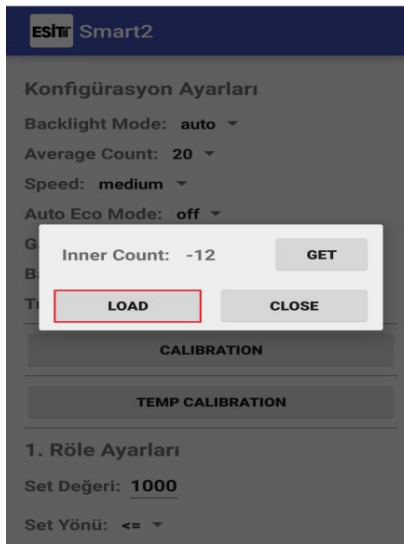 ESİT Smart2
Konfigürasyon Ayarları
Backlight Mode: auto
Average Count: 20
Speed: medium
Auto Eco Mode: off
G
Inner Count: -12 GET
B
T
LOAD CLOSE
CALIBRATION
TEMP CALIBRATION
1. Röle Ayarları
Set Değeri: 1000
Set Yönü: <=